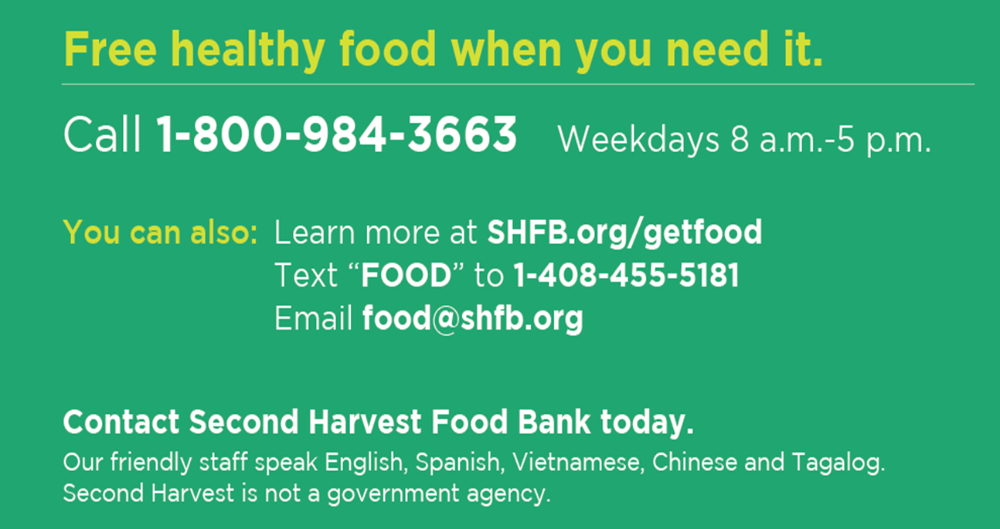 Free healthy food when you need it.
Call 1-800-984-3663 Weekdays 8 a.m.-5 p.m.
You can also: Learn more at SHFB.org/getfood
Text “FOOD” to 1-408-455-5181
Email food@shfb.org
Contact Second Harvest Food Bank today.
Our friendly staff speak English, Spanish, Vietnamese, Chinese and Tagalog.
Second Harvest is not a government agency.